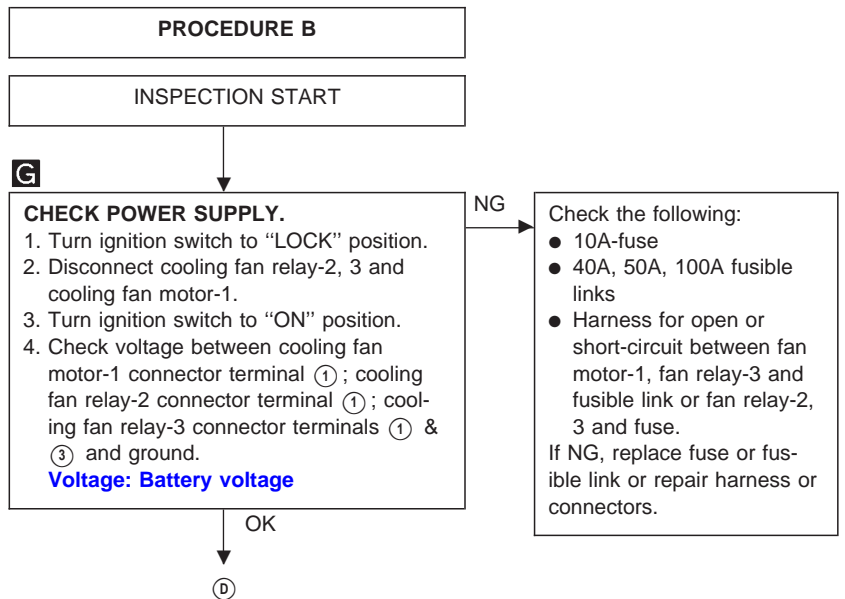 PROCEDURE B
INSPECTION START
G
CHECK POWER SUPPLY.
1. Turn ignition switch to ‘‘LOCK’’ position.
2. Disconnect cooling fan relay-2, 3 and
cooling fan motor-1.
3. Turn ignition switch to ‘‘ON’’ position.
4. Check voltage between cooling fan
motor-1 connector terminal ①; cooling
fan relay-2 connector terminal ①; cool-
ing fan relay-3 connector terminals ① &
③ and ground.
Voltage: Battery voltage
NG
Check the following:
● 10A-fuse
● 40A, 50A, 100A fusible
links
● Harness for open or
short-circuit between fan
motor-1, fan relay-3 and
fusible link or fan relay-2,
3 and fuse.
If NG, replace fuse or fus-
ible link or repair harness or
connectors.
OK
Ⓓ